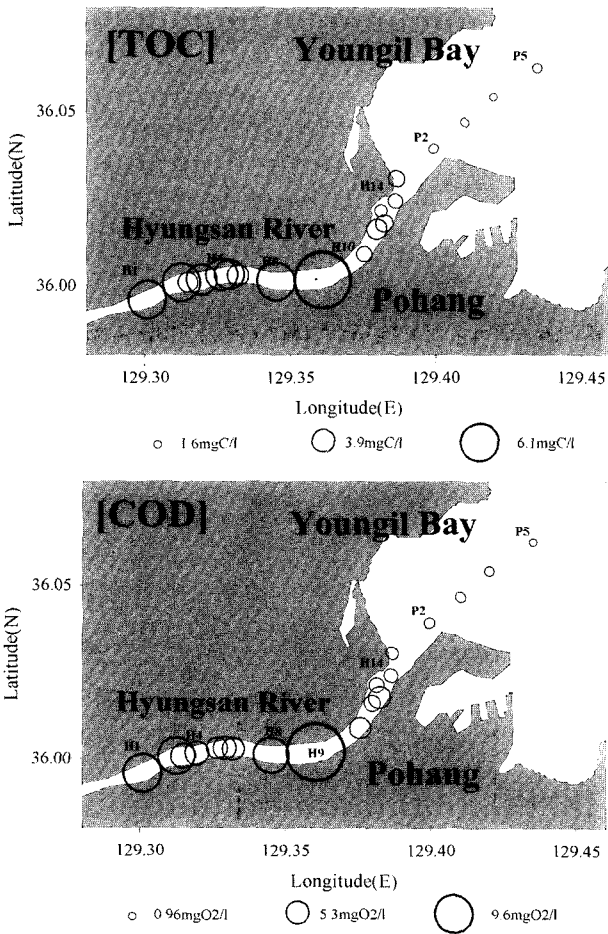 [TOC] Youngil Bay
P5
36.05
P2
Latitude(N)
H14
Hyungsan River
H10
H1
H8
36.00
Pohang
129.30 129.35 129.40 129.45
Longitude(E)
1.6mgC/l 3.9mgC/l 6.1mgC/l
[COD] Youngil Bay
P5
36.05
P2
Latitude(N)
H14
Hyungsan River
H1 H4 H8
H9
36.00
Pohang
129.30 129.35 129.40 129.45
Longitude(E)
0.96mgO2/l 5.3mgO2/l 9.6mgO2/l